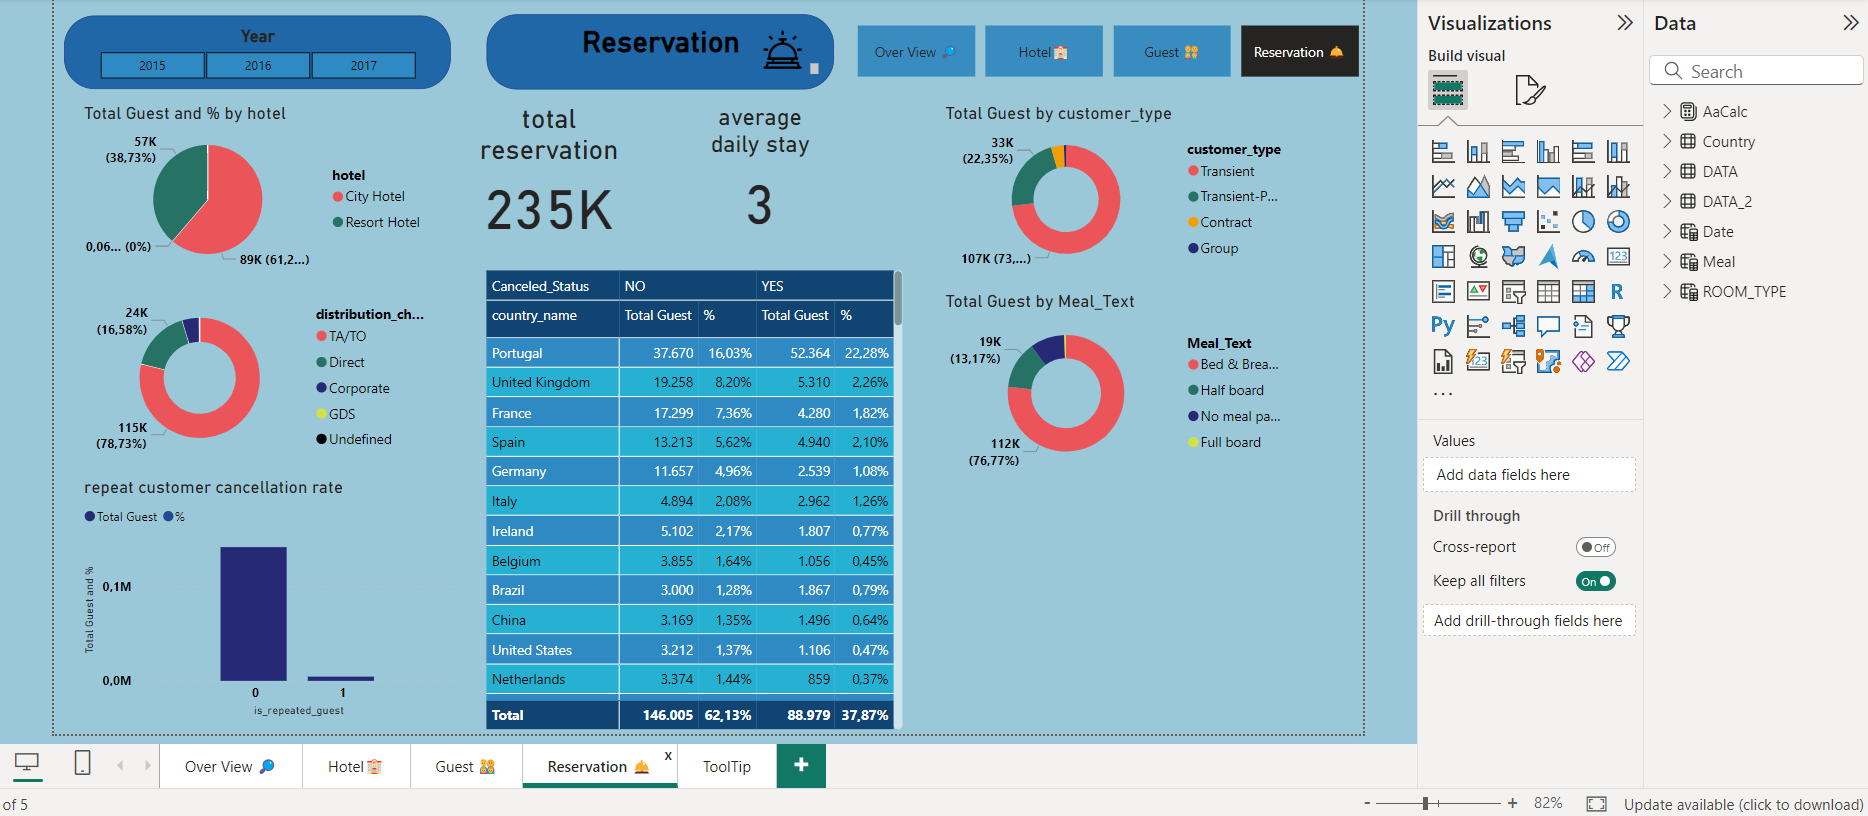 Year
2015 2016 2017
Reservation
Over View
Hotel
Guest
Reservation
Total Guest and % by hotel
57K
(38,73%)
0,06... (0%)
89K (61,2...)
hotel
City Hotel
Resort Hotel
24K
(16,58%)
115K
(78,73%)
distribution_ch...
TA/TO
Direct
Corporate
GDS
Undefined
repeat customer cancellation rate
Total Guest %
Total Guest and %
0,1M
0,0M
0 1
is_repeated_guest
total
reservation
235K
average
daily stay
3
Canceled_Status NO YES
country_name Total Guest % Total Guest %
Portugal 37.670 16,03% 52.364 22,28%
United Kingdom 19.258 8,20% 5.310 2,26%
France 17.299 7,36% 4.280 1,82%
Spain 13.213 5,62% 4.940 2,10%
Germany 11.657 4,96% 2.539 1,08%
Italy 4.894 2,08% 2.962 1,26%
Ireland 5.102 2,17% 1.807 0,77%
Belgium 3.855 1,64% 1.056 0,45%
Brazil 3.000 1,28% 1.867 0,79%
China 3.169 1,35% 1.496 0,64%
United States 3.212 1,37% 1.106 0,47%
Netherlands 3.374 1,44% 859 0,37%
Total 146.005 62,13% 88.979 37,87%
Total Guest by customer_type
33K
(22,35%)
107K (73,...)
customer_type
Transient
Transient-P...
Contract
Group
Total Guest by Meal_Text
19K
(13,17%)
112K
(76,77%)
Meal_Text
Bed & Brea...
Half board
No meal pa...
Full board
Visualizations
Build visual
123
R
Py
123
...
Values
Add data fields here
Drill through
Cross-report Off
Keep all filters On
Add drill-through fields here
Data
Search
AaCalc
Country
DATA
DATA_2
Date
Meal
ROOM_TYPE
Over View
Hotel
Guest
Reservation X
ToolTip
+
of 5
- + 82%
Update available (click to download)